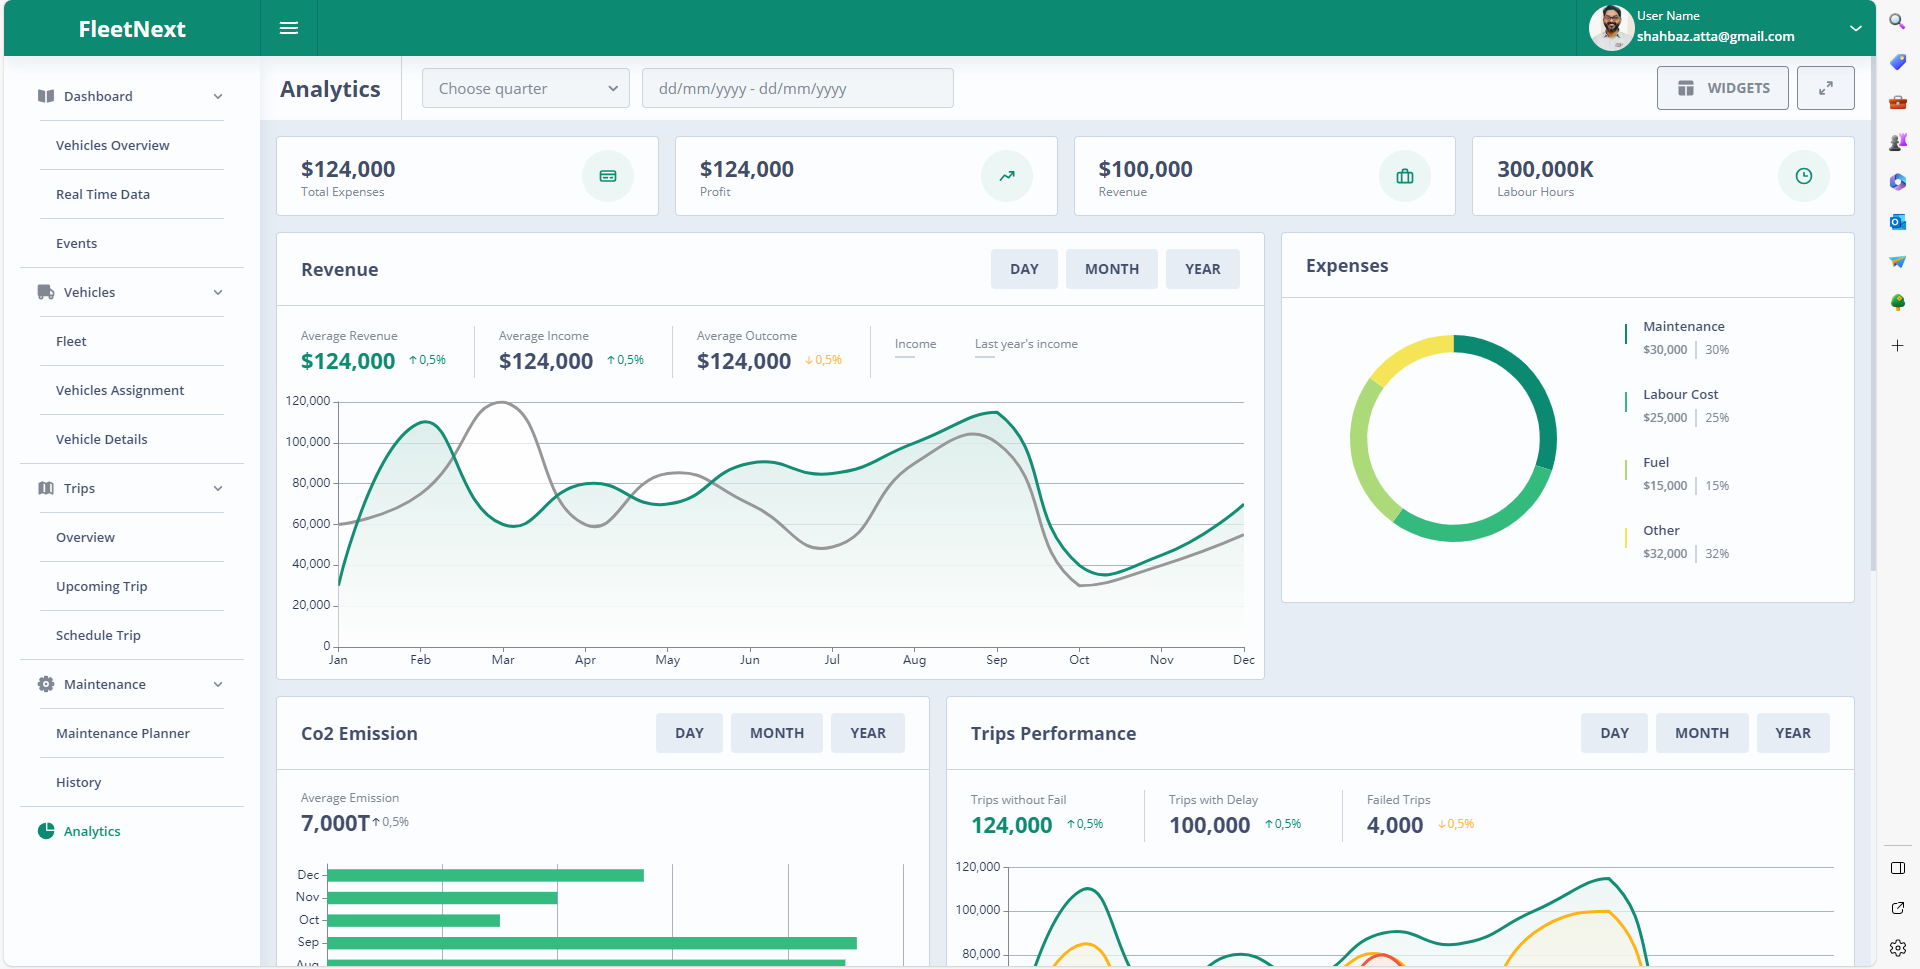 FleetNext
User Name
shahbaz.atta@gmail.com
Dashboard
Vehicles Overview
Real Time Data
Events
Vehicles
Fleet
Vehicles Assignment
Vehicle Details
Trips
Overview
Upcoming Trip
Schedule Trip
Maintenance
Maintenance Planner
History
Analytics
Analytics
Choose quarter
dd/mm/yyyy - dd/mm/yyyy
WIDGETS
$124,000
Total Expenses
$124,000
Profit
$100,000
Revenue
300,000K
Labour Hours
Revenue
DAY MONTH YEAR
Average Revenue
$124,000 ↑0,5%
Average Income
$124,000 ↑0,5%
Average Outcome
$124,000 ↓0,5%
Income
Last year's income
120,000
100,000
80,000
60,000
40,000
20,000
0
Jan Feb Mar Apr May Jun Jul Aug Sep Oct Nov Dec
Expenses
Maintenance
$30,000 30%
Labour Cost
$25,000 25%
Fuel
$15,000 15%
Other
$32,000 32%
Co2 Emission
DAY MONTH YEAR
Average Emission
7,000T ↑0,5%
Dec
Nov
Oct
Sep
Aug
Trips Performance
DAY MONTH YEAR
Trips without Fail
124,000 ↑0,5%
Trips with Delay
100,000 ↑0,5%
Failed Trips
4,000 ↓0,5%
120,000
100,000
80,000